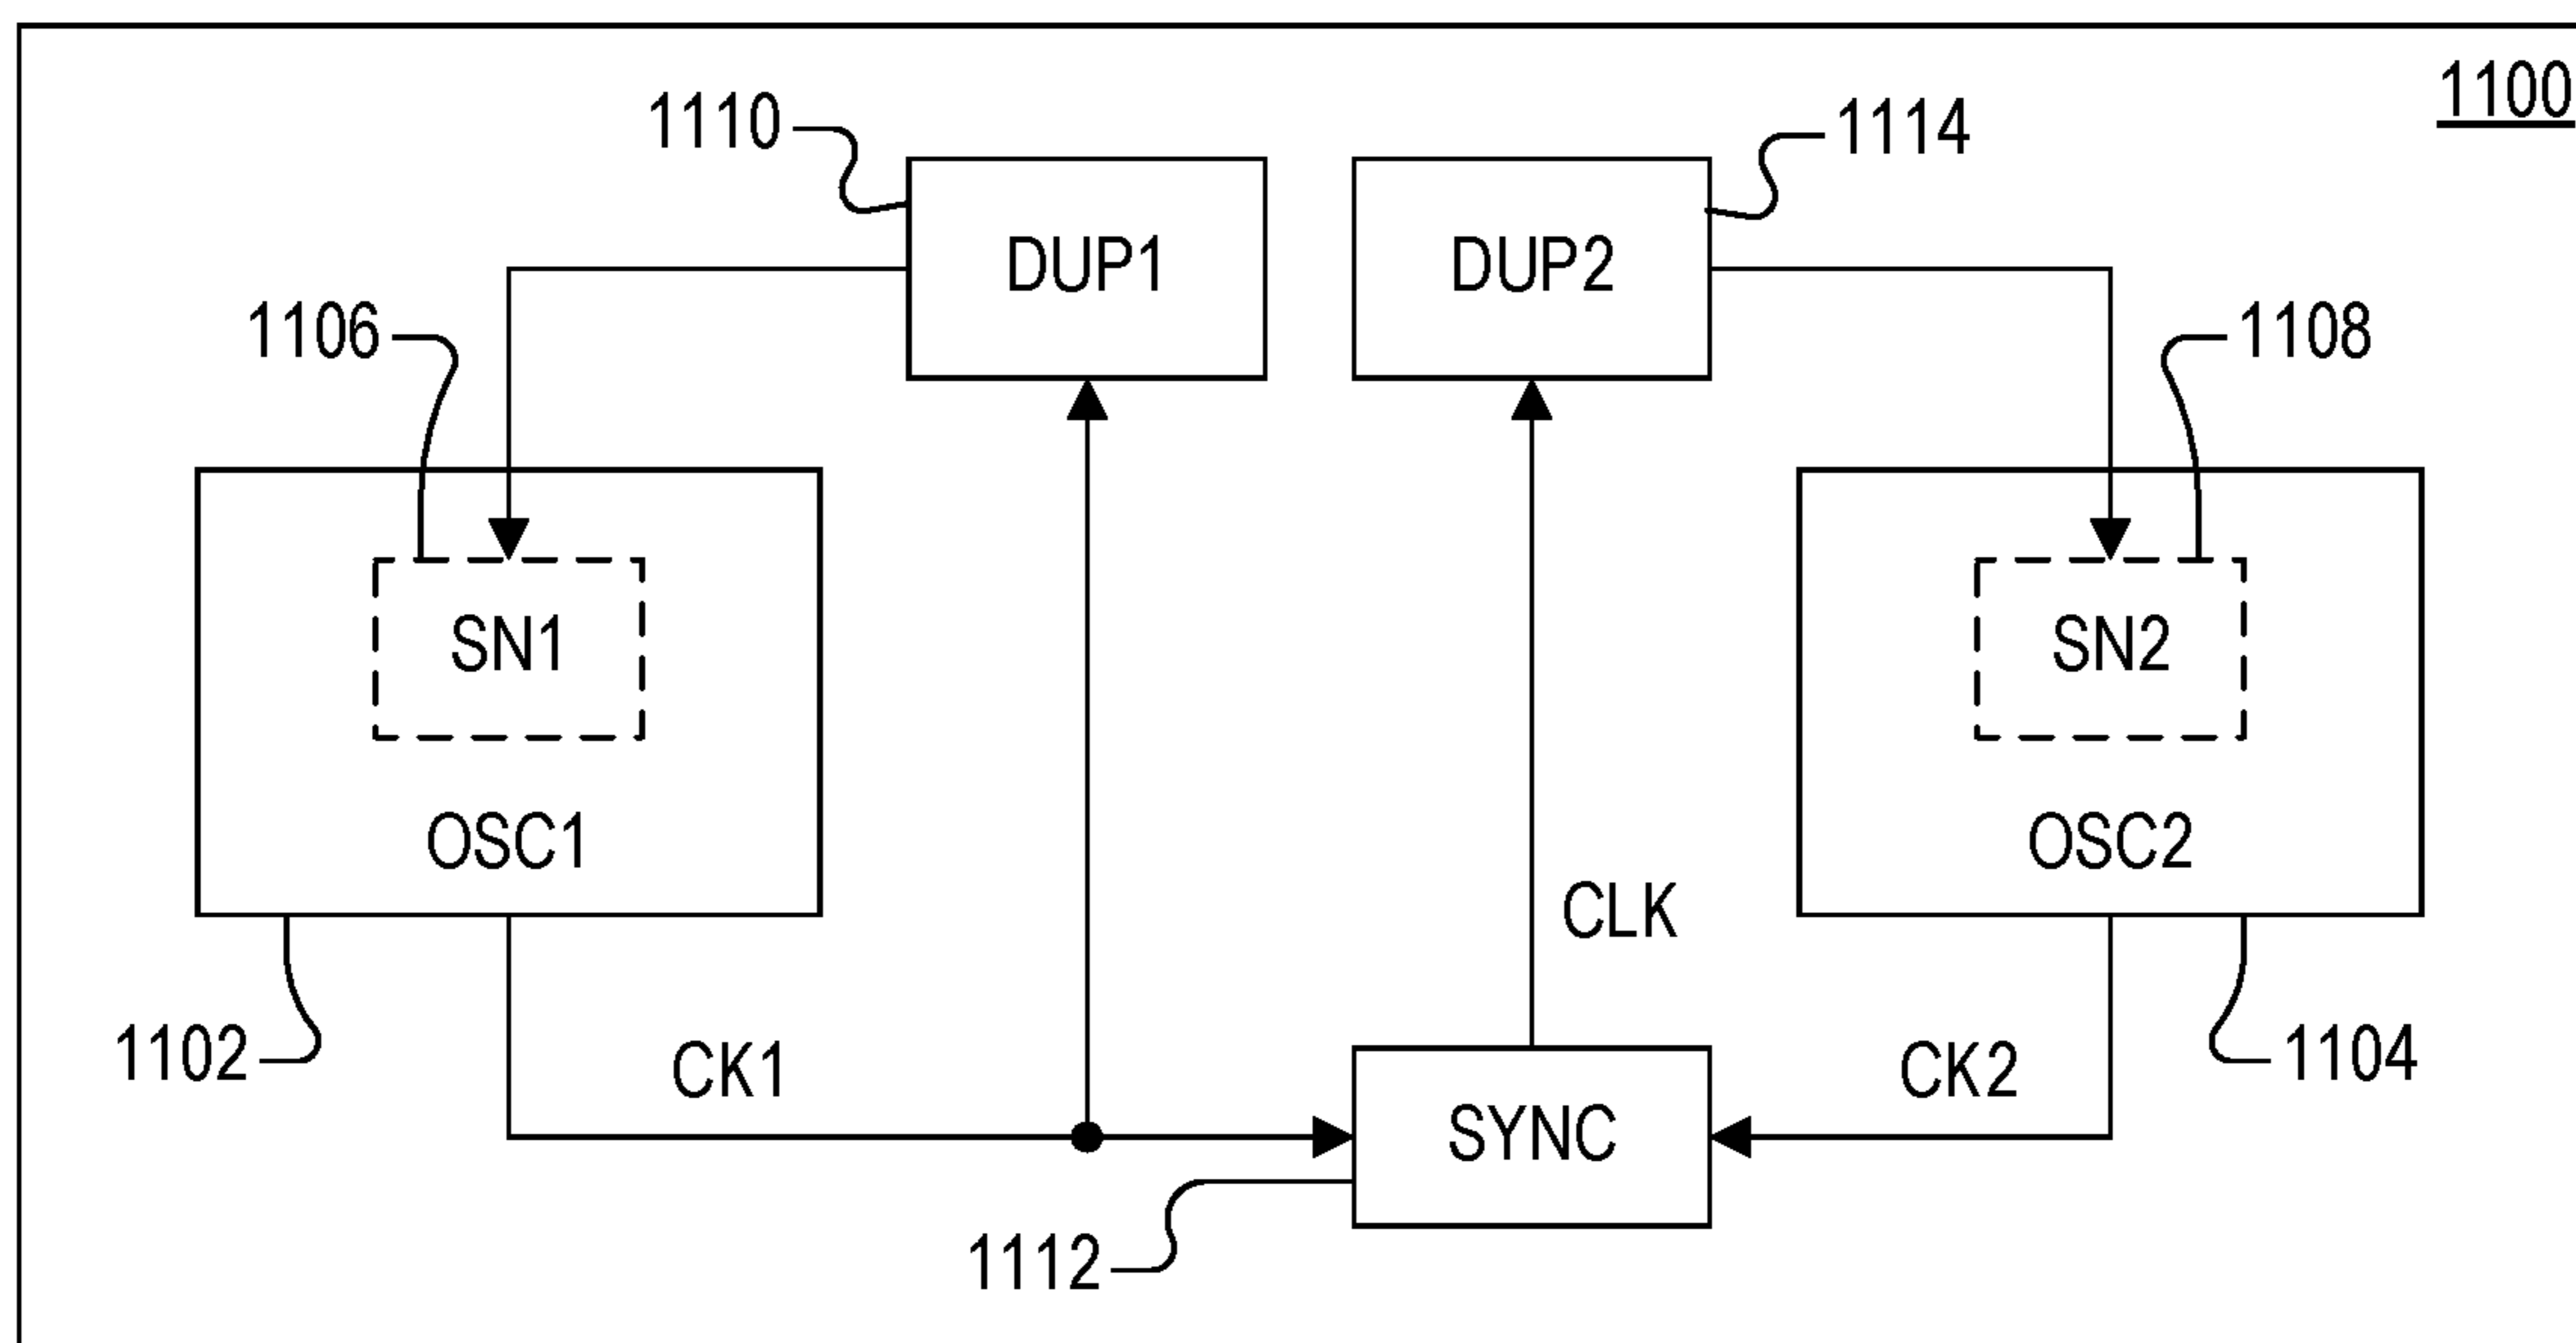 1100
1110
1114
DUP1
DUP2
1106
1108
SN1
SN2
OSC1
OSC2
CLK
1102
CK1
CK2
1104
SYNC
1112